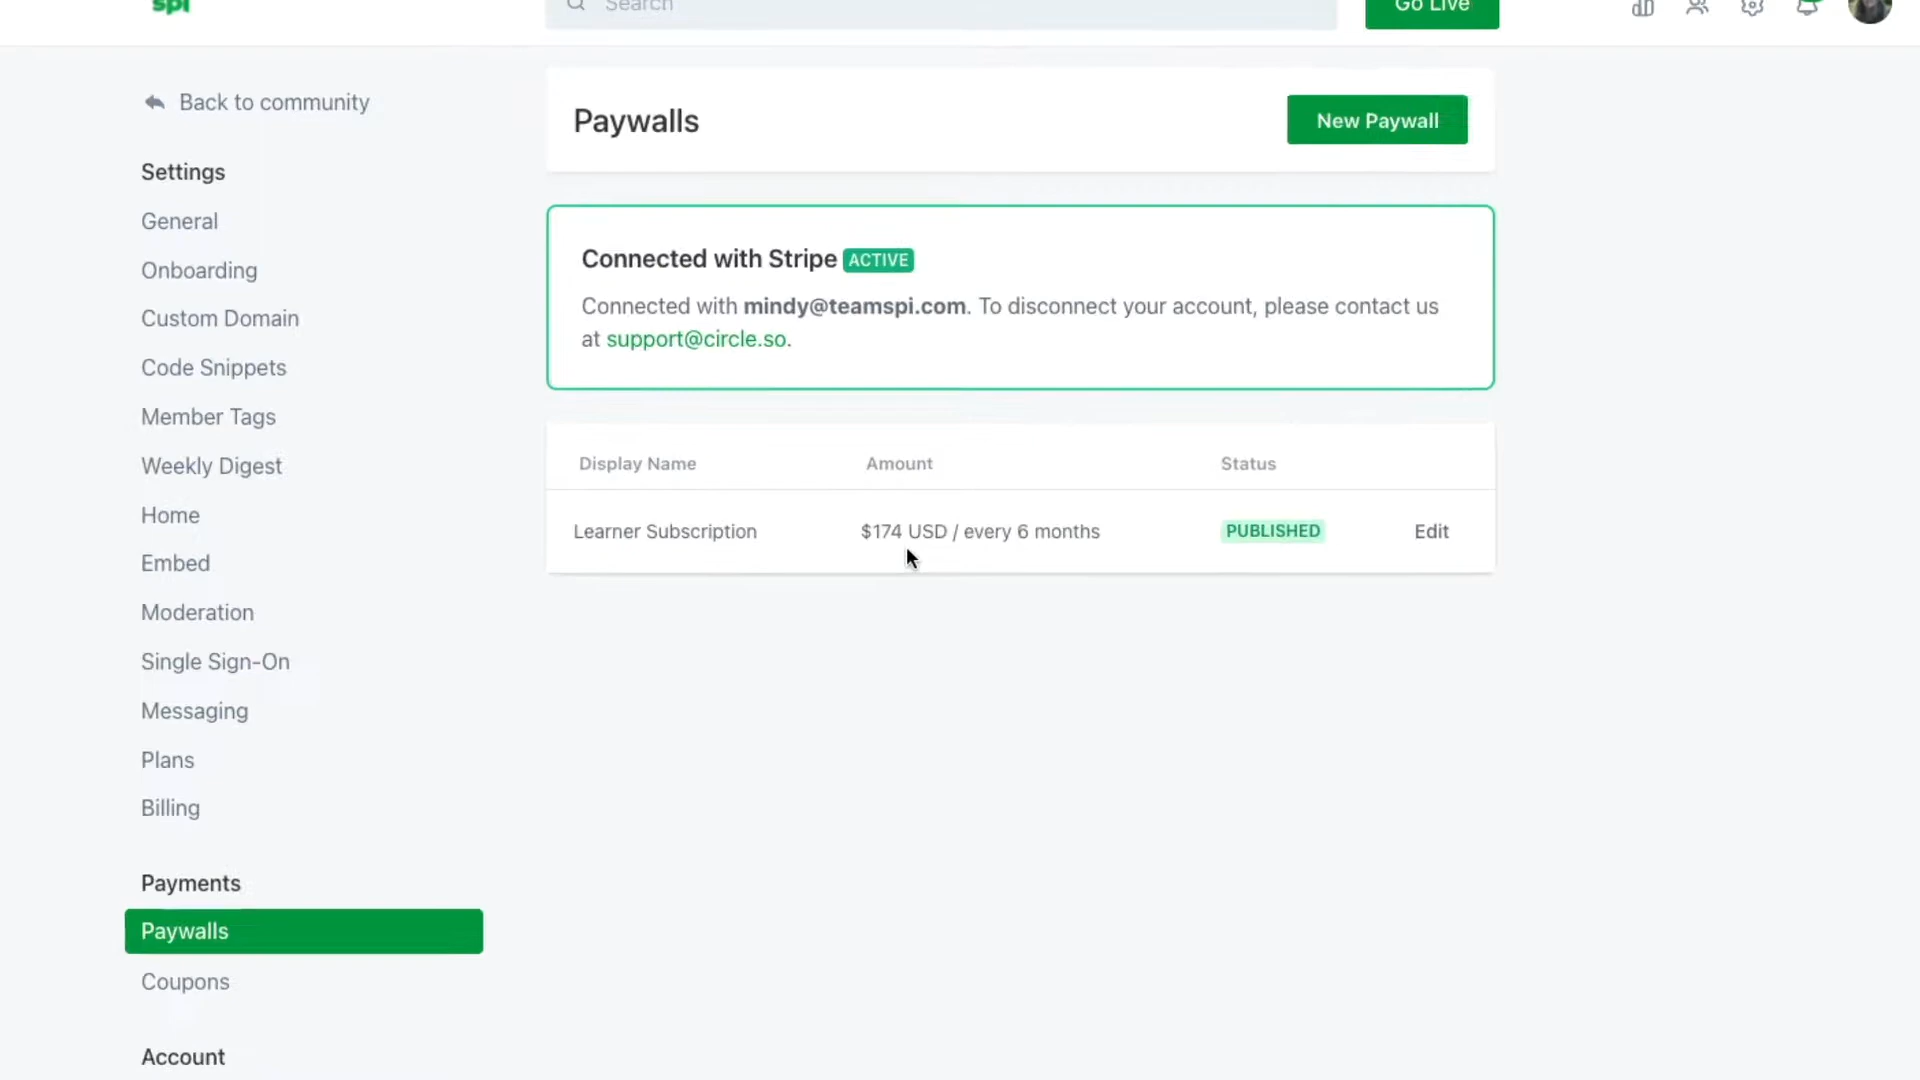 spi
Search
Go Live
Back to community
Paywalls
New Paywall
Settings
General
Onboarding
Custom Domain
Code Snippets
Member Tags
Weekly Digest
Home
Embed
Moderation
Single Sign-On
Messaging
Plans
Billing
Payments
Paywalls
Coupons
Account
Connected with Stripe ACTIVE
Connected with mindy@teamspi.com. To disconnect your account, please contact us
at support@circle.so.
Display Name Amount Status
Learner Subscription $174 USD / every 6 months PUBLISHED Edit